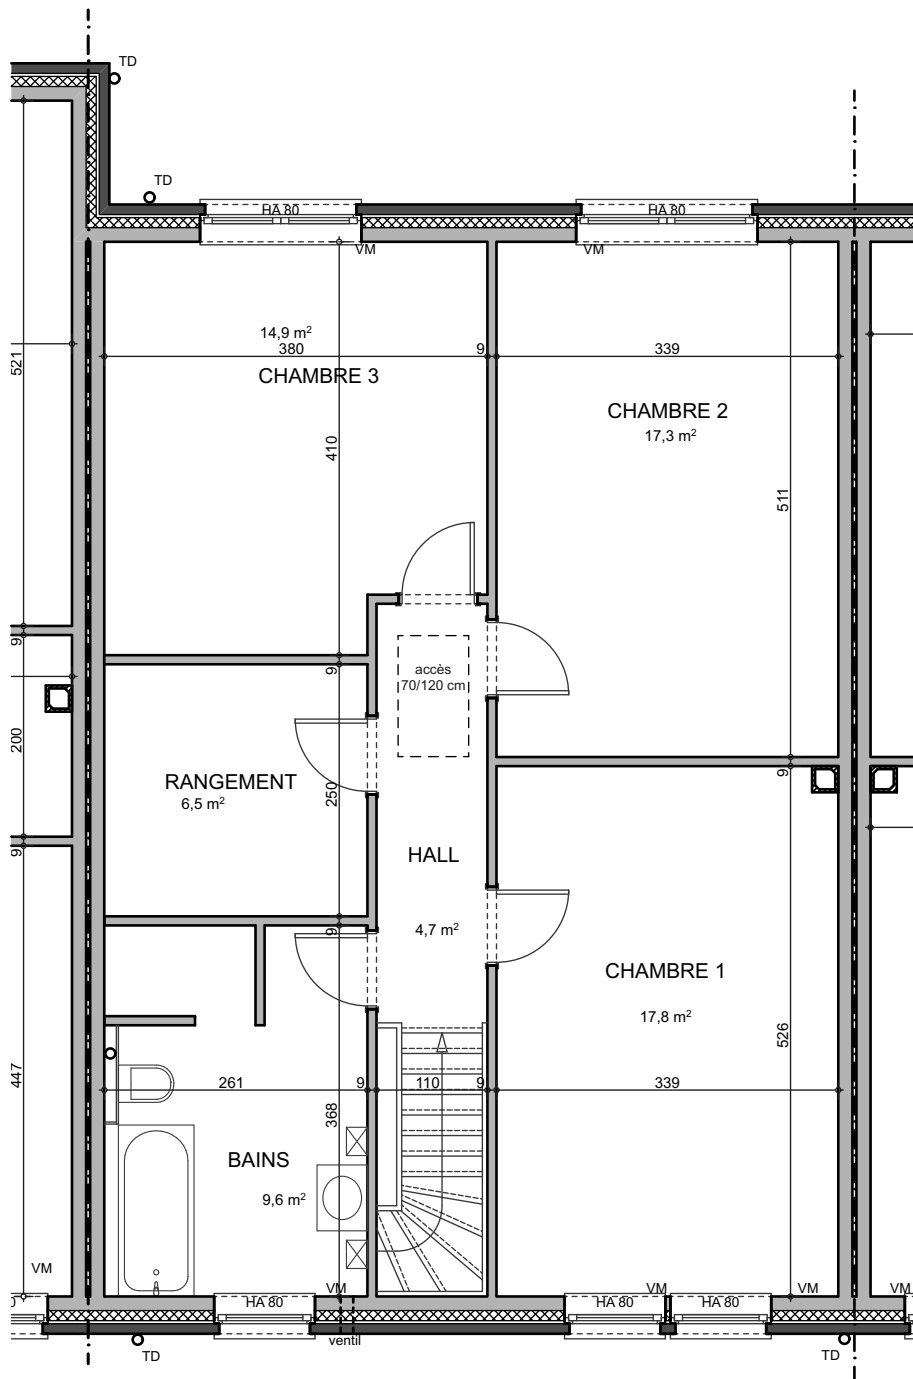 TD
TD
HA 80
HA 80
VM
VM
14,9 m²
380
9
339
CHAMBRE 3
CHAMBRE 2
17,3 m²
521
410
511
9
9
accès
70/120 cm
200
RANGEMENT
6,5 m²
250
9
HALL
9
9
4,7 m²
CHAMBRE 1
17,8 m²
526
447
261
9
110
9
339
368
BAINS
9,6 m²
VM
VM
VM
VM
VM
HA 80
HA 80
HA 80
ventil
TD
TD